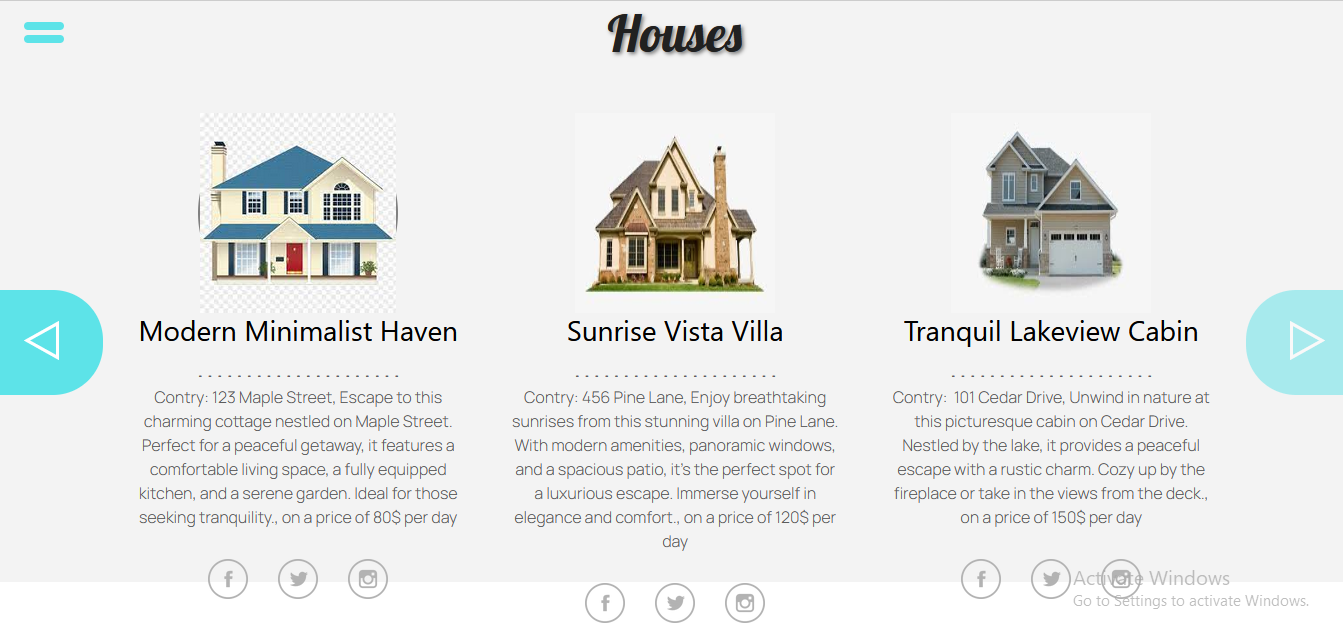 Houses
Modern Minimalist Haven
- - - - - - - - - - - - - - - - - - - -
Contry: 123 Maple Street, Escape to this
charming cottage nestled on Maple Street.
Perfect for a peaceful getaway, it features a
comfortable living space, a fully equipped
kitchen, and a serene garden. Ideal for those
seeking tranquility., on a price of 80$ per day
Sunrise Vista Villa
- - - - - - - - - - - - - - - - - - - -
Contry: 456 Pine Lane, Enjoy breathtaking
sunrises from this stunning villa on Pine Lane.
With modern amenities, panoramic windows,
and a spacious patio, it's the perfect spot for
a luxurious escape. Immerse yourself in
elegance and comfort., on a price of 120$ per
day
Tranquil Lakeview Cabin
- - - - - - - - - - - - - - - - - - - -
Contry: 101 Cedar Drive, Unwind in nature at
this picturesque cabin on Cedar Drive.
Nestled by the lake, it provides a peaceful
escape with a rustic charm. Cozy up by the
fireplace or take in the views from the deck.,
on a price of 150$ per day
Activate Windows
Go to Settings to activate Windows.